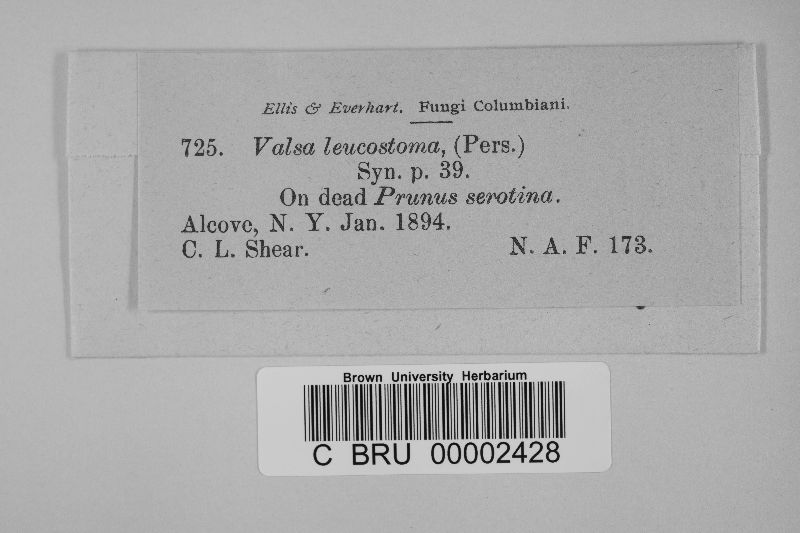 Ellis & Everhart. Fungi Columbiani.
725. Valsa leucostoma, (Pers.)
Syn. p. 39.
On dead Prunus serotina.
Alcove, N. Y. Jan. 1894.
C. L. Shear. N. A. F. 173.
Brown University Herbarium
C BRU 00002428